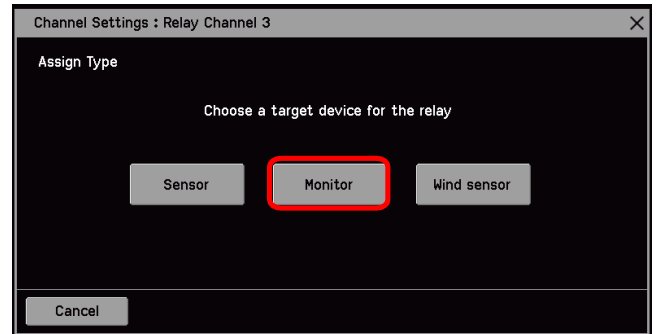 Channel Settings : Relay Channel 3
Assign Type
Choose a target device for the relay
Sensor Monitor Wind sensor
Cancel